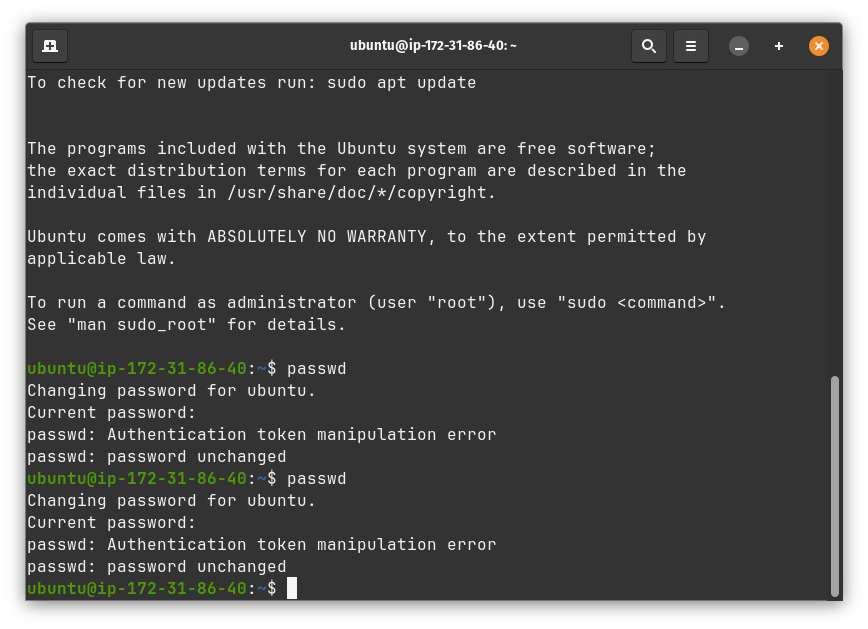 ubuntu@ip-172-31-86-40: ~
To check for new updates run: sudo apt update
The programs included with the Ubuntu system are free software;
the exact distribution terms for each program are described in the
individual files in /usr/share/doc/*/copyright.
Ubuntu comes with ABSOLUTELY NO WARRANTY, to the extent permitted by
applicable law.
To run a command as administrator (user "root"), use "sudo <command>".
See "man sudo_root" for details.
ubuntu@ip-172-31-86-40:~$ passwd
Changing password for ubuntu.
Current password:
passwd: Authentication token manipulation error
passwd: password unchanged
ubuntu@ip-172-31-86-40:~$ passwd
Changing password for ubuntu.
Current password:
passwd: Authentication token manipulation error
passwd: password unchanged
ubuntu@ip-172-31-86-40:~$